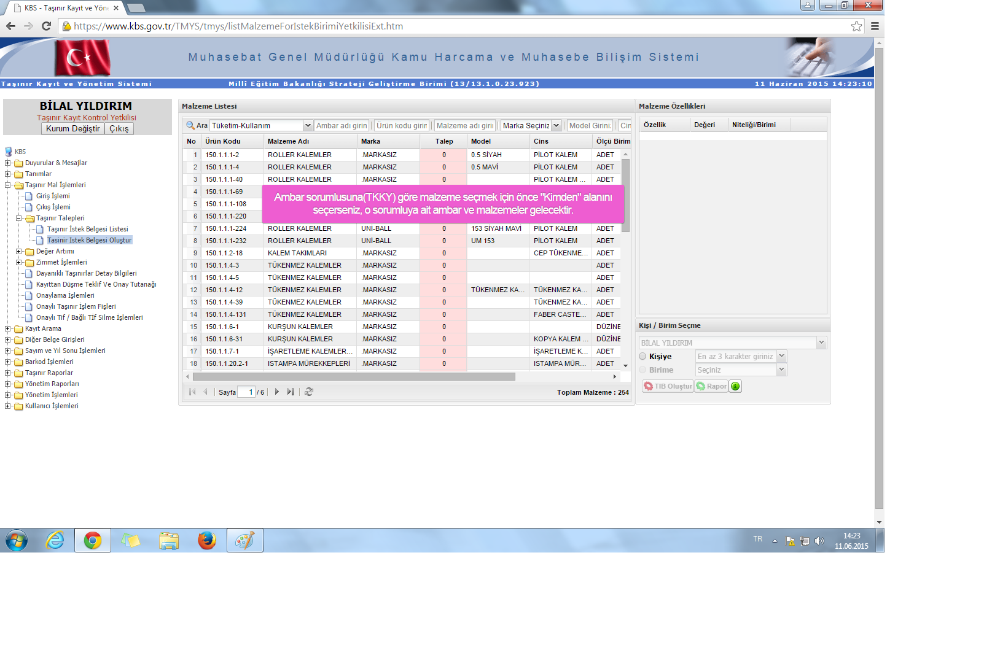 KBS - Taşınır Kayıt ve Yön
https://www.kbs.gov.tr/TMYS/tmys/listMalzemeForIstekBirimiYetkilisiExt.htm
Muhasebat Genel Müdürlüğü Kamu Harcama ve Muhasebe Bilişim Sistemi
Taşınır Kayıt ve Yönetim Sistemi Millî Eğitim Bakanlığı Strateji Geliştirme Birimi (13/13.1.0.23.923) 11 Haziran 2015 14:23:10
BİLAL YILDIRIM
Taşınır Kayıt Kontrol Yetkilisi
Kurum Değiştir Çıkış
KBS
Duyurular & Mesajlar
Tanımlar
Taşınır Mal İşlemleri
Giriş İşlemi
Çıkış İşlemi
Taşınır Talepleri
Taşınır İstek Belgesi Listesi
Tasinir Istek Belgesi Oluştur
Değer Artımı
Zimmet İşlemleri
Dayanıklı Taşınırlar Detay Bilgileri
Kayıttan Düşme Teklif Ve Onay Tutanağı
Onaylama İşlemleri
Onaylı Taşınır İşlem Fişleri
Onaylı Tif / Bağlı Tİf Silme İşlemleri
Kayıt Arama
Diğer Belge Girişleri
Sayım ve Yıl Sonu İşlemleri
Barkod İşlemleri
Taşınır Raporlar
Yönetim Raporları
Yönetim İşlemleri
Kullanıcı İşlemleri
Malzeme Listesi
Ara Tüketim-Kullanım Ambar adı girin Ürün kodu girin Malzeme adı girin Marka Seçiniz Model Giriniz Cin
No Ürün Kodu Malzeme Adı Marka Talep Model Cins Ölçü Birim
1 150.1.1.1-2 ROLLER KALEMLER .MARKASIZ 0 0.5 SİYAH PİLOT KALEM ADET
2 150.1.1.1-4 ROLLER KALEMLER .MARKASIZ 0 0.5 MAVİ PİLOT KALEM ADET
3 150.1.1.1-40 ROLLER KALEMLER .MARKASIZ 0 PİLOT KALEM ... ADET
4 150.1.1.1-69
5 150.1.1.1-108
6 150.1.1.1-220
Ambar sorumlusuna(TKKY) göre malzeme seçmek için önce "Kimden" alanını
seçerseniz, o sorumluya ait ambar ve malzemeler gelecektir.
7 150.1.1.1-224 ROLLER KALEMLER UNİ-BALL 0 153 SİYAH MAVİ PİLOT KALEM ADET
8 150.1.1.1-232 ROLLER KALEMLER UNİ-BALL 0 UM 153 PİLOT KALEM ADET
9 150.1.1.2-18 KALEM TAKIMLARI .MARKASIZ 0 CEP TÜKENME... ADET
10 150.1.1.4-3 TÜKENMEZ KALEMLER .MARKASIZ 0 ADET
11 150.1.1.4-5 TÜKENMEZ KALEMLER .MARKASIZ 0 ADET
12 150.1.1.4-12 TÜKENMEZ KALEMLER .MARKASIZ 0 TÜKENMEZ KA... TÜKENMEZ KA... ADET
13 150.1.1.4-39 TÜKENMEZ KALEMLER .MARKASIZ 0 TÜKENMEZ KA... ADET
14 150.1.1.4-131 TÜKENMEZ KALEMLER .MARKASIZ 0 FABER CASTE... ADET
15 150.1.1.6-1 KURŞUN KALEMLER .MARKASIZ 0 DÜZİNE
16 150.1.1.6-31 KURŞUN KALEMLER .MARKASIZ 0 KOPYA KALEM ... DÜZİNE
17 150.1.1.7-1 İŞARETLEME KALEMLER... .MARKASIZ 0 İŞARETLEME K... ADET
18 150.1.1.20.2-1 ISTAMPA MÜREKKEPLERİ .MARKASIZ 0 ISTAMPA MÜR... ADET
Sayfa 1 / 6 Toplam Malzeme : 254
Malzeme Özellikleri
Özellik Değeri Niteliği/Birimi
Kişi / Birim Seçme
BİLAL YILDIRIM
Kişiye En az 3 karakter giriniz
Birime Seçiniz
TIB Oluştur Rapor
TR 14:23
11.06.2015